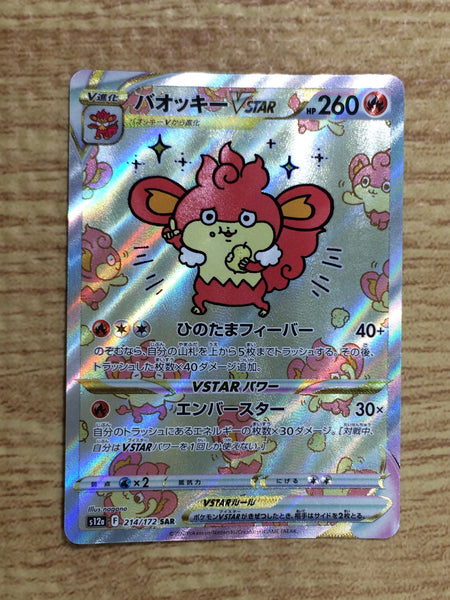 V進化
バオッキーVSTAR HP 260
バオッキーVから進化
ひのたまフィーバー 40+
のぞむなら、自分の山札を上から5枚までトラッシュする。その後、
トラッシュした枚数×40ダメージ追加。
VSTARパワー
エンバースター 30×
自分のトラッシュにあるエネルギーの枚数×30ダメージ。[対戦中、
自分はVSTARパワーを1回しか使えない。]
弱点 ×2 抵抗力 にげる
Illus. nagano
VSTARルール
s12a F 214/172 SAR
ポケモンVSTARがきぜつしたとき、相手はサイドを2枚とる。